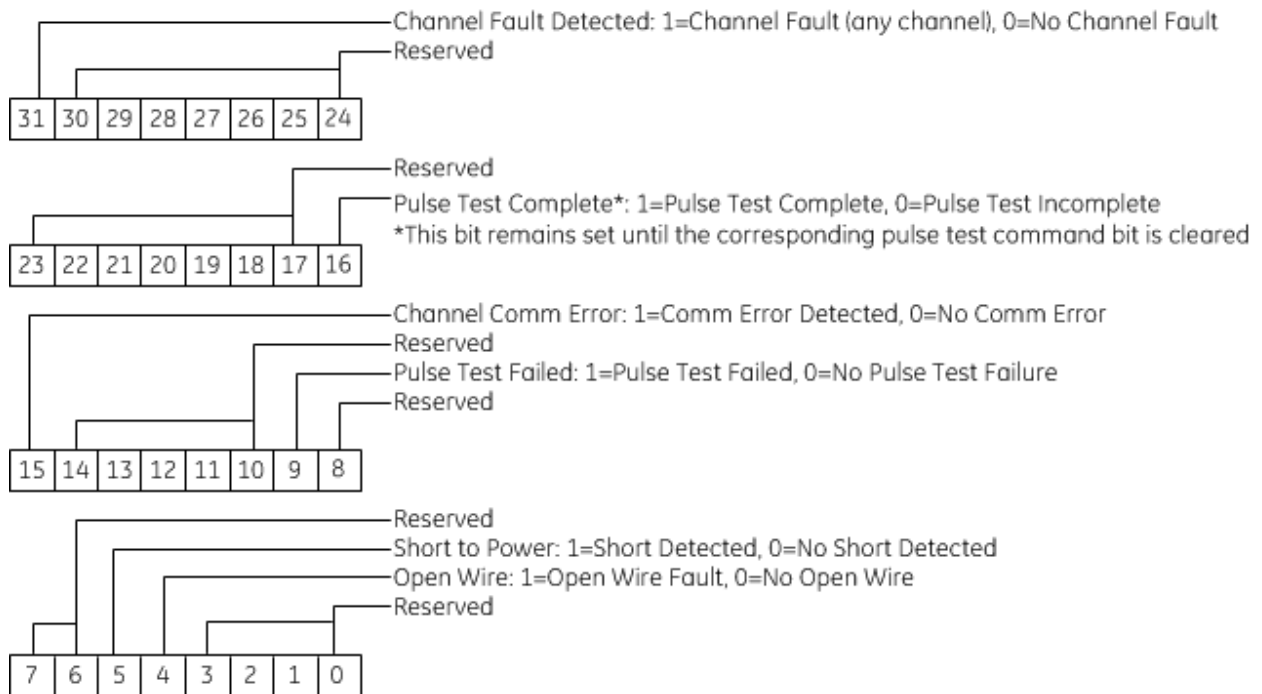 Channel Fault Detected: 1=Channel Fault (any channel), 0=No Channel Fault
Reserved
31 30 29 28 27 26 25 24
Reserved
Pulse Test Complete*: 1=Pulse Test Complete, 0=Pulse Test Incomplete
*This bit remains set until the corresponding pulse test command bit is cleared
23 22 21 20 19 18 17 16
Channel Comm Error: 1=Comm Error Detected, 0=No Comm Error
Reserved
Pulse Test Failed: 1=Pulse Test Failed, 0=No Pulse Test Failure
Reserved
15 14 13 12 11 10 9 8
Reserved
Short to Power: 1=Short Detected, 0=No Short Detected
Open Wire: 1=Open Wire Fault, 0=No Open Wire
Reserved
7 6 5 4 3 2 1 0